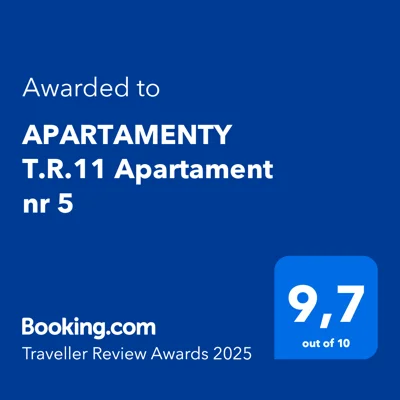 Awarded to
APARTAMENTY
T.R.11 Apartament
nr 5
9,7
out of 10
Booking.com
Traveller Review Awards 2025